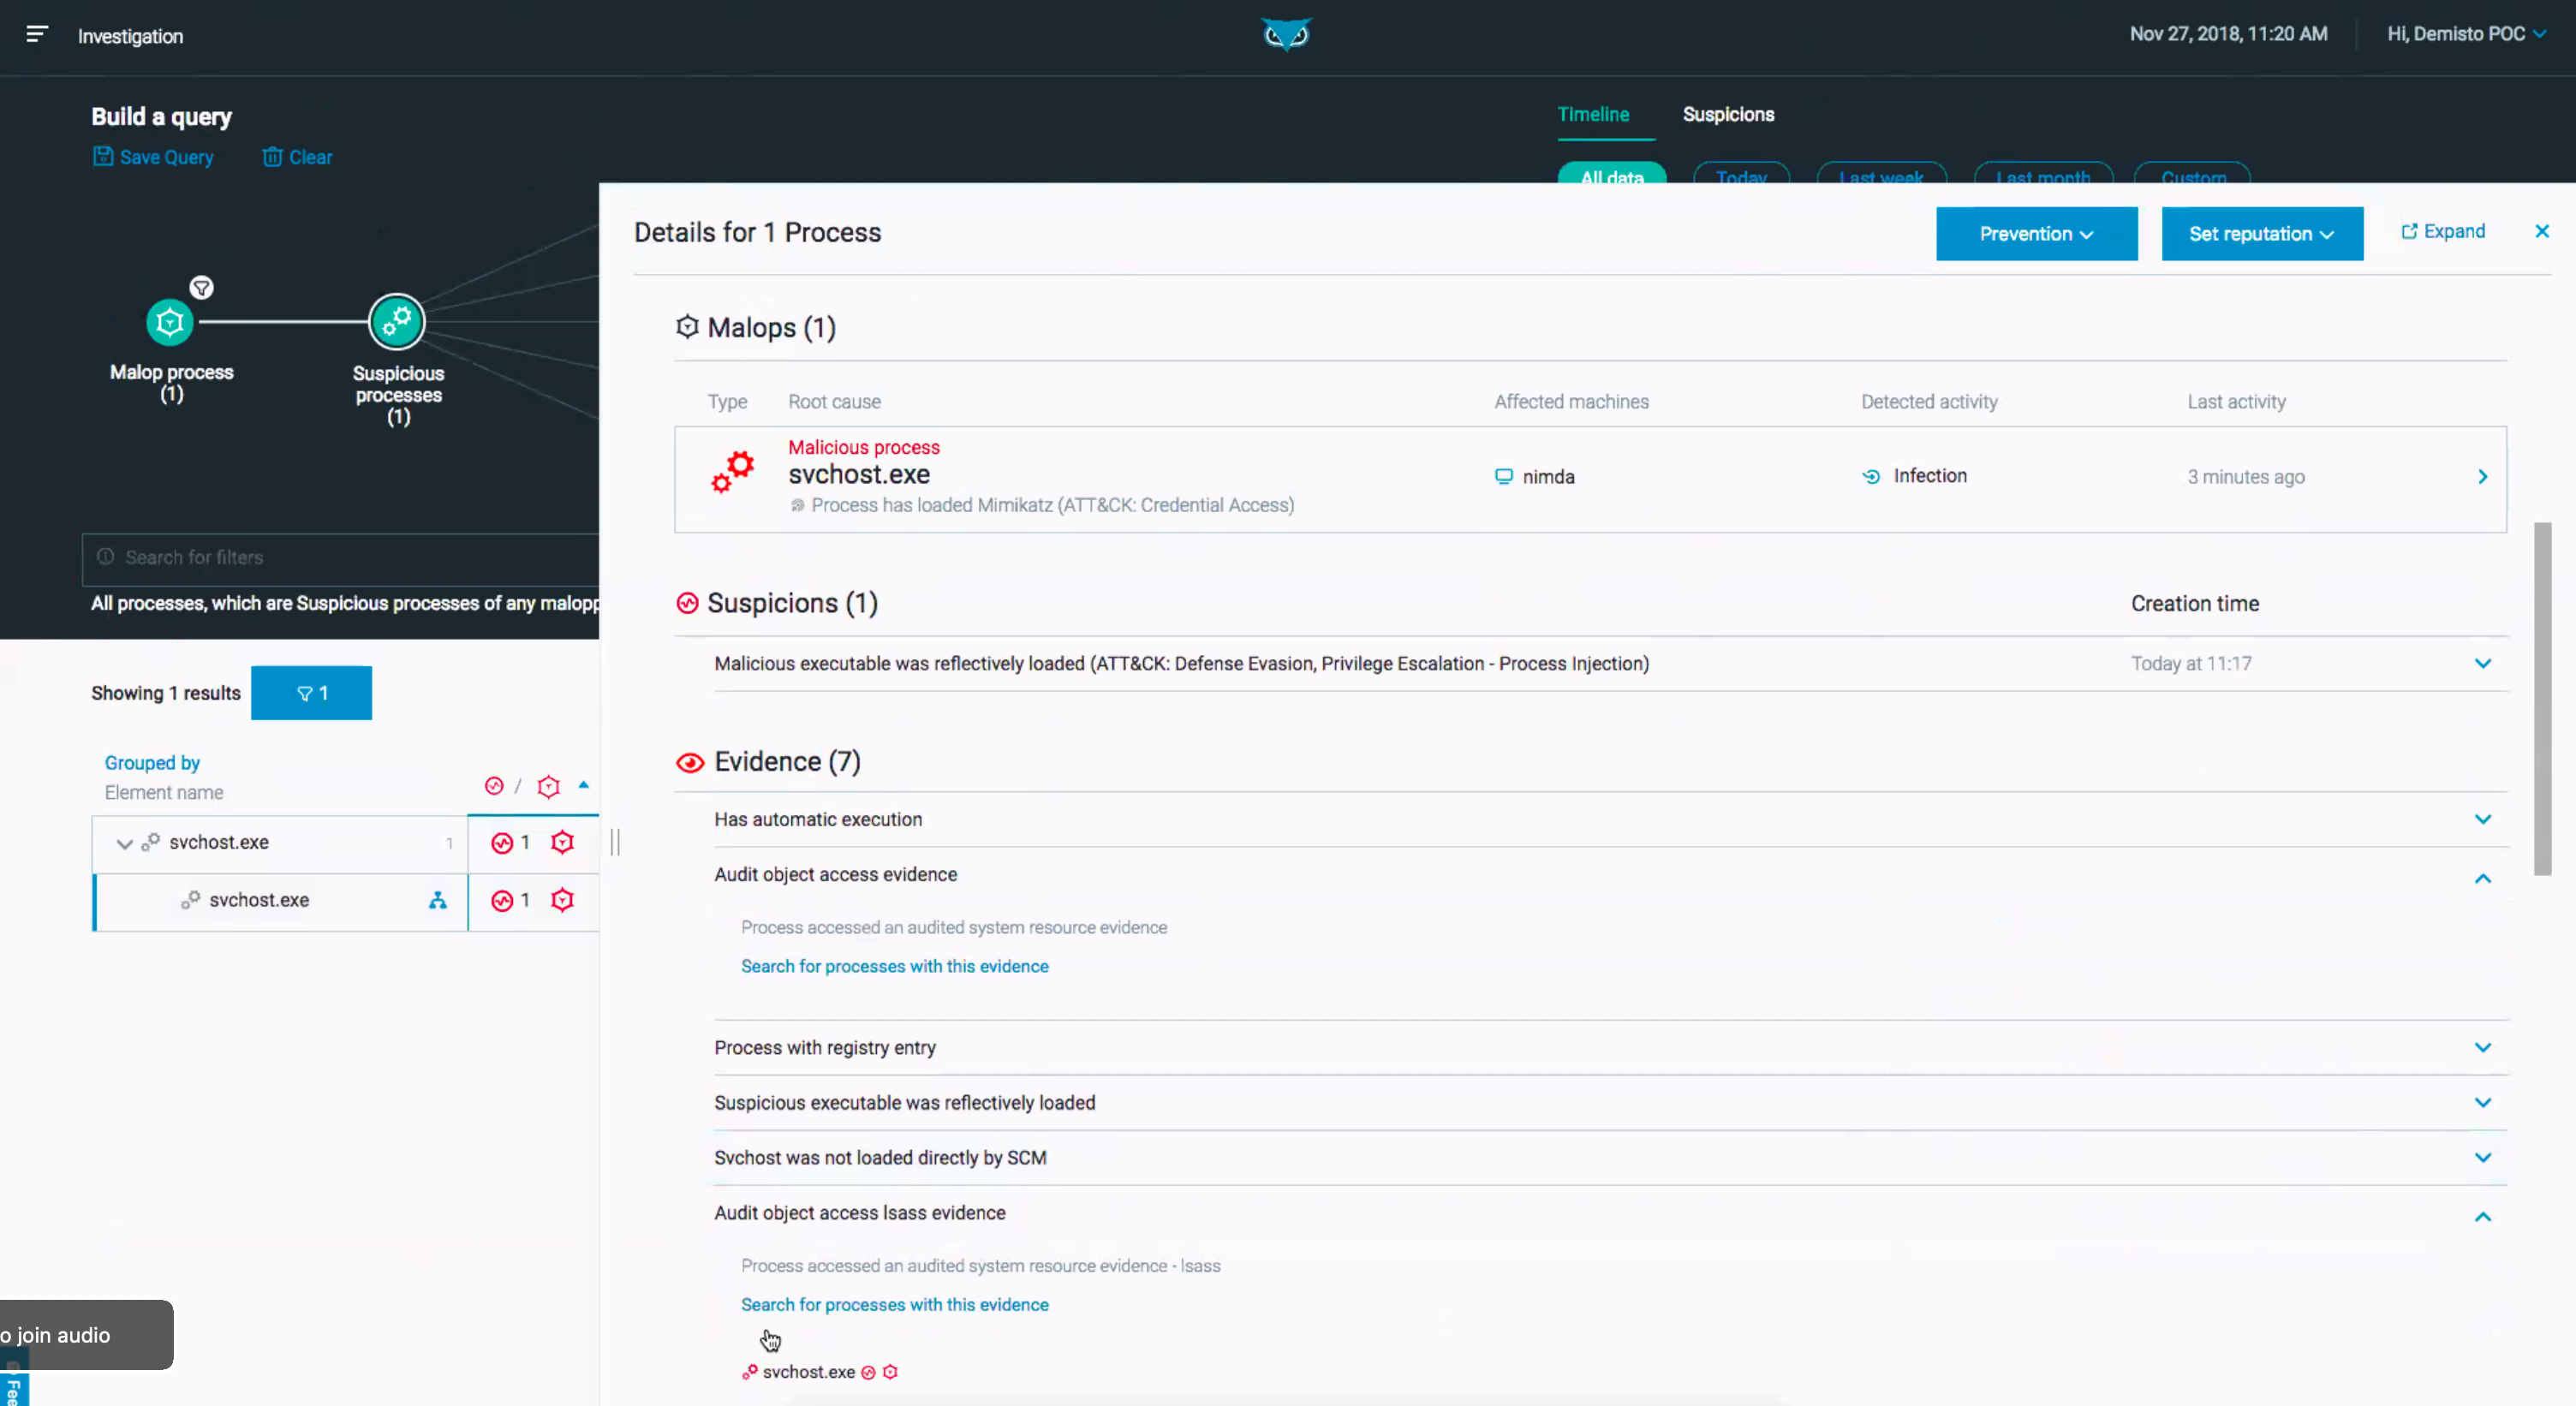 Investigation
Nov 27, 2018, 11:20 AM
Hi, Demisto POC
Build a query
Save Query
Clear
Timeline
Suspicions
All data
Today
Last week
Last month
Custom
Malop process
(1)
Suspicious
processes
(1)
Search for filters
All processes, which are Suspicious processes of any malopp
Showing 1 results
1
Grouped by
Element name
/
svchost.exe
1
1
svchost.exe
1
o join audio
Fee
Details for 1 Process
Prevention
Set reputation
Expand
Malops (1)
Type
Root cause
Affected machines
Detected activity
Last activity
Malicious process
svchost.exe
Process has loaded Mimikatz (ATT&CK: Credential Access)
nimda
Infection
3 minutes ago
Suspicions (1)
Creation time
Malicious executable was reflectively loaded (ATT&CK: Defense Evasion, Privilege Escalation - Process Injection)
Today at 11:17
Evidence (7)
Has automatic execution
Audit object access evidence
Process accessed an audited system resource evidence
Search for processes with this evidence
Process with registry entry
Suspicious executable was reflectively loaded
Svchost was not loaded directly by SCM
Audit object access lsass evidence
Process accessed an audited system resource evidence - lsass
Search for processes with this evidence
svchost.exe